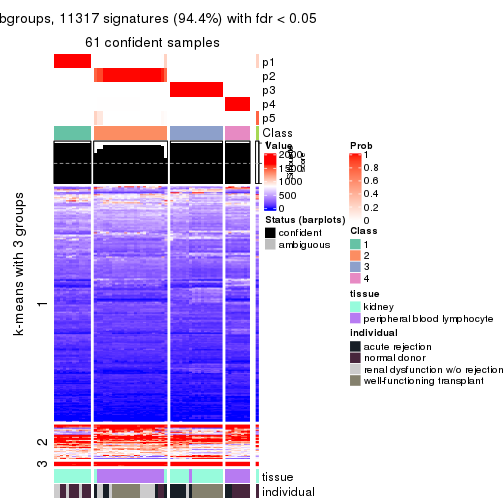 bgroups, 11317 signatures (94.4%) with fdr < 0.05
61 confident samples
p1
p2
p3
p4
p5
Class
Value
2000
1500
1000
500
0
Prob
1
0.8
0.6
0.4
0.2
0
Status (barplots)
confident
ambiguous
Class
1
2
3
4
tissue
kidney
peripheral blood lymphocyte
individual
acute rejection
normal donor
renal dysfunction w/o rejection
well-functioning transplant
k-means with 3 groups
1
2
3
tissue
individual